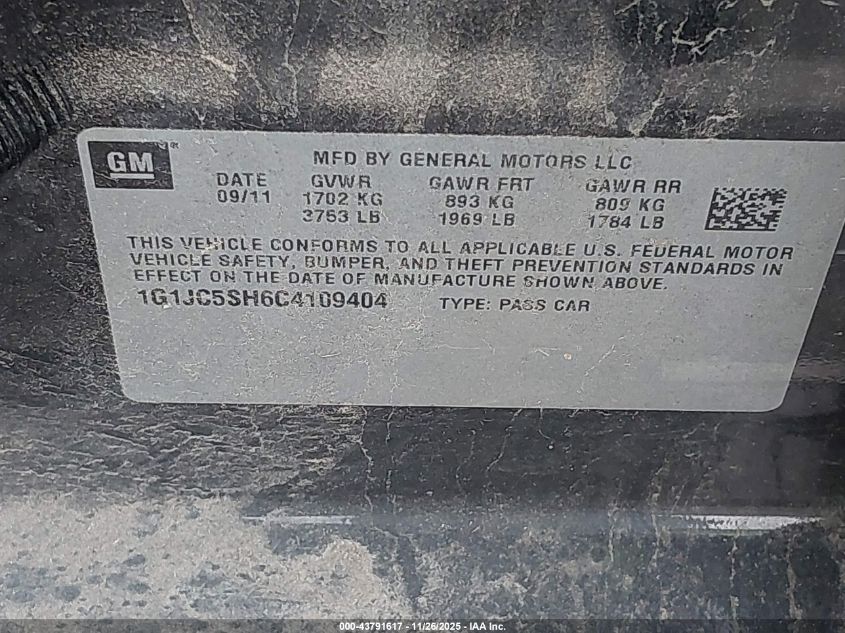 GM ®
MFD BY GENERAL MOTORS LLC
DATE GVWR GAWR FRT GAWR RR
09/11 1702 KG 893 KG 809 KG
3753 LB 1969 LB 1784 LB
THIS VEHICLE CONFORMS TO ALL APPLICABLE U.S. FEDERAL MOTOR
VEHICLE SAFETY, BUMPER, AND THEFT PREVENTION STANDARDS IN
EFFECT ON THE DATE OF MANUFACTURE SHOWN ABOVE.
1G1JC5SH6C4109404 TYPE: PASS CAR
000-43791617 - 11/26/2025 - IAA Inc.